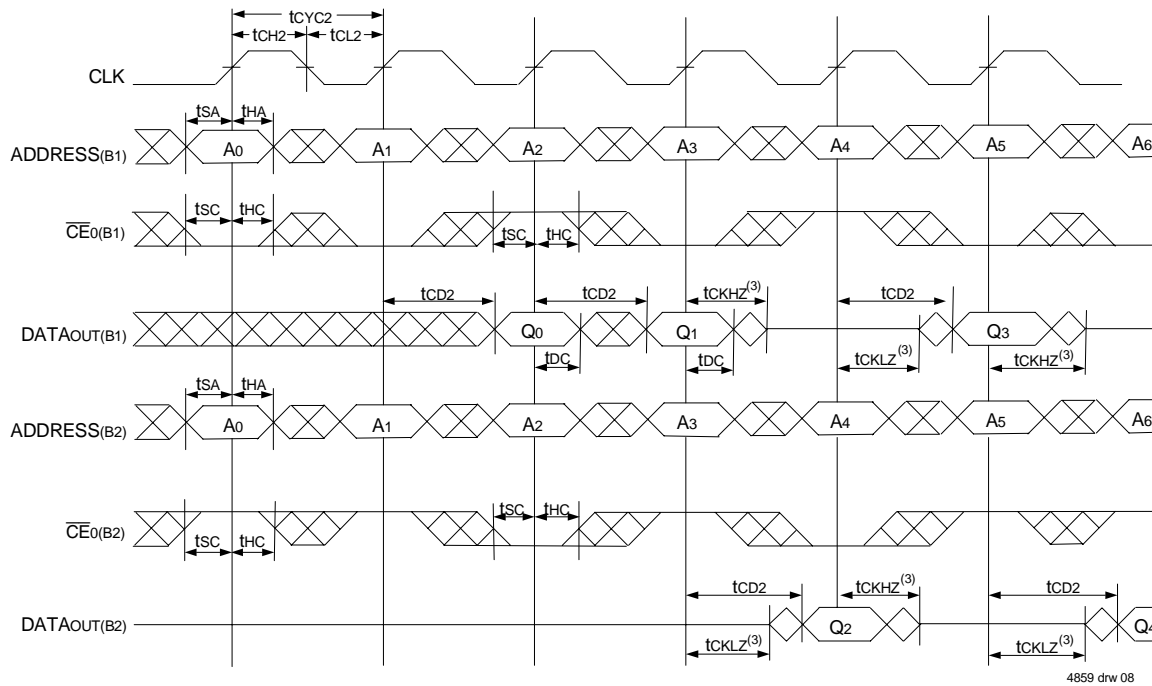 tCYC2
tCH2 tCL2
CLK
tSA tHA
ADDRESS(B1) A0 A1 A2 A3 A4 A5 A6
tSC tHC
CE0(B1)
tSC tHC
tCD2 tCD2 tCKHZ(3) tCD2
DATAOUT(B1) Q0 Q1 Q3
tDC tDC tCKLZ(3) tCKHZ(3)
tSA tHA
ADDRESS(B2) A0 A1 A2 A3 A4 A5 A6
tSC tHC
CE0(B2)
tSC tHC
tCD2 tCKHZ(3) tCD2
DATAOUT(B2) Q2 Q4
tCKLZ(3) tCKLZ(3)
4859 drw 08